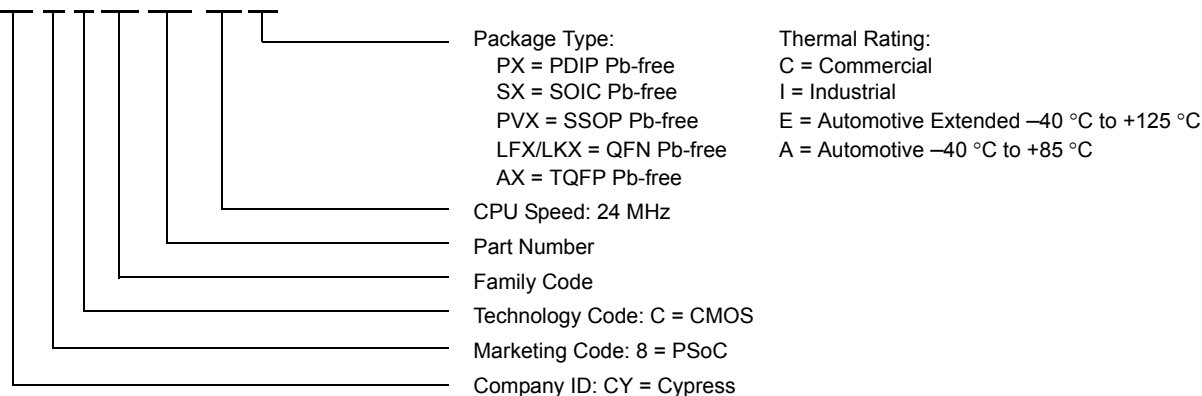 Package Type: Thermal Rating:
PX = PDIP Pb-free C = Commercial
SX = SOIC Pb-free I = Industrial
PVX = SSOP Pb-free E = Automotive Extended –40 °C to +125 °C
LFX/LKX = QFN Pb-free A = Automotive –40 °C to +85 °C
AX = TQFP Pb-free
CPU Speed: 24 MHz
Part Number
Family Code
Technology Code: C = CMOS
Marketing Code: 8 = PSoC
Company ID: CY = Cypress